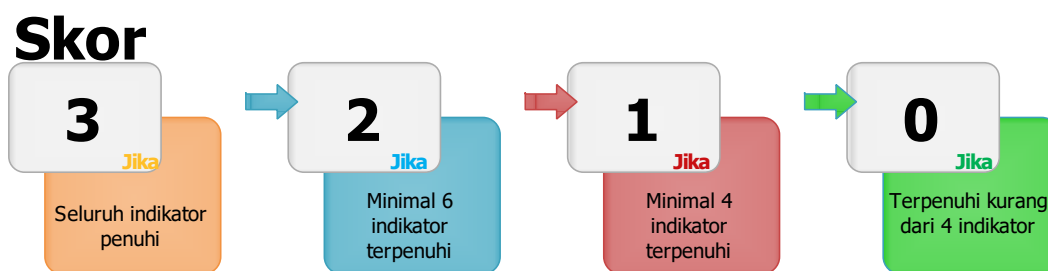 Skor
3
Jika
Seluruh indikator
penuhi
2
Jika
Minimal 6
indikator
terpenuhi
1
Jika
Minimal 4
indikator
terpenuhi
0
Jika
Terpenuhi kurang
dari 4 indikator